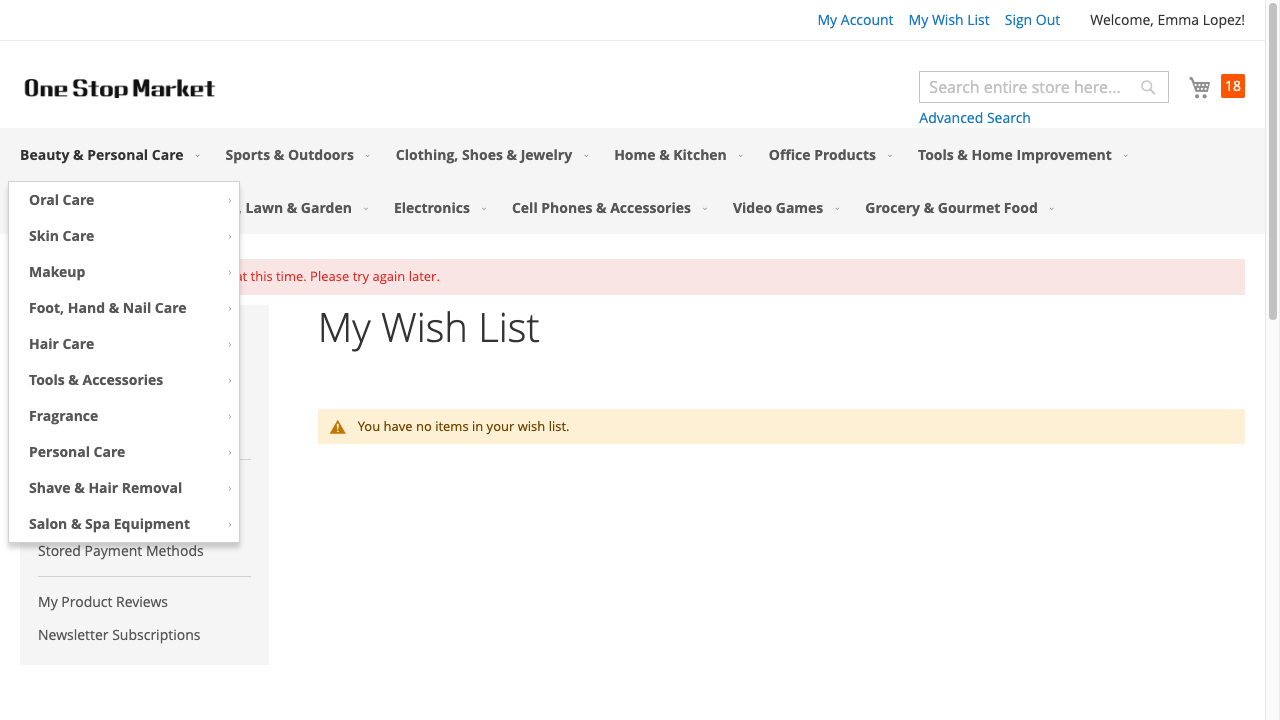 My Account My Wish List Sign Out Welcome, Emma Lopez!
One Stop Market
Search entire store here...
18
Advanced Search
Beauty & Personal Care Sports & Outdoors Clothing, Shoes & Jewelry Home & Kitchen Office Products Tools & Home Improvement
, Lawn & Garden Electronics Cell Phones & Accessories Video Games Grocery & Gourmet Food
Oral Care
Skin Care
Makeup
Foot, Hand & Nail Care
Hair Care
Tools & Accessories
Fragrance
Personal Care
Shave & Hair Removal
Salon & Spa Equipment
at this time. Please try again later.
My Wish List
You have no items in your wish list.
Stored Payment Methods
My Product Reviews
Newsletter Subscriptions